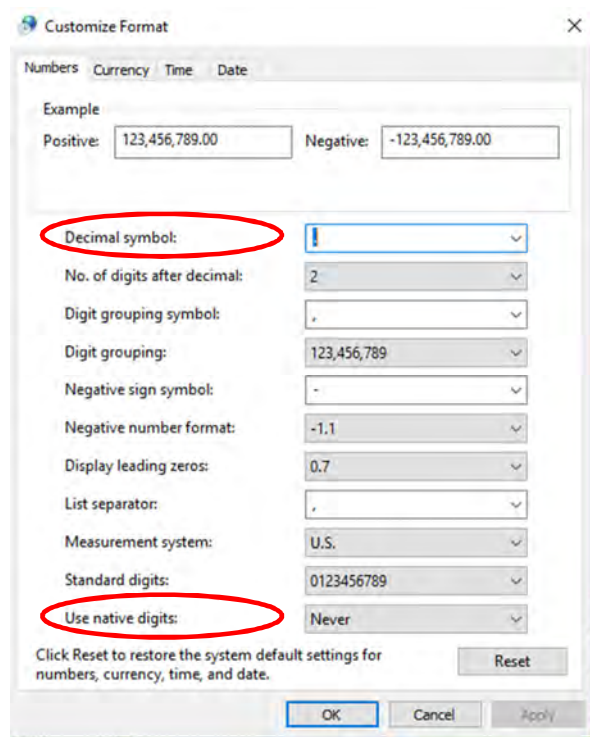 Customize Format
Numbers Currency Time Date
Example
Positive: 123,456,789.00 Negative: -123,456,789.00
Decimal symbol: .
No. of digits after decimal: 2
Digit grouping symbol: ,
Digit grouping: 123,456,789
Negative sign symbol: -
Negative number format: -1.1
Display leading zeros: 0.7
List separator: ,
Measurement system: U.S.
Standard digits: 0123456789
Use native digits: Never
Click Reset to restore the system default settings for
numbers, currency, time, and date.
Reset
OK Cancel Apply